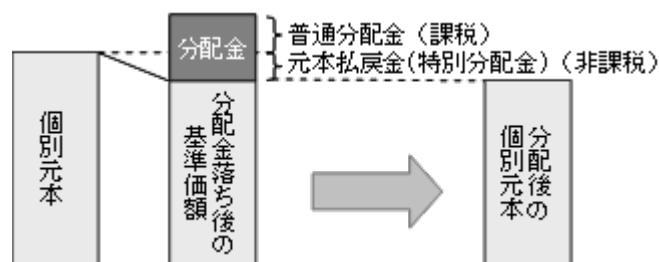 分配金
普通分配金（課税）
元本払戻金(特別分配金)（非課税）
個別元本
分配金落ち後の
基準価額
分配後の
個別元本